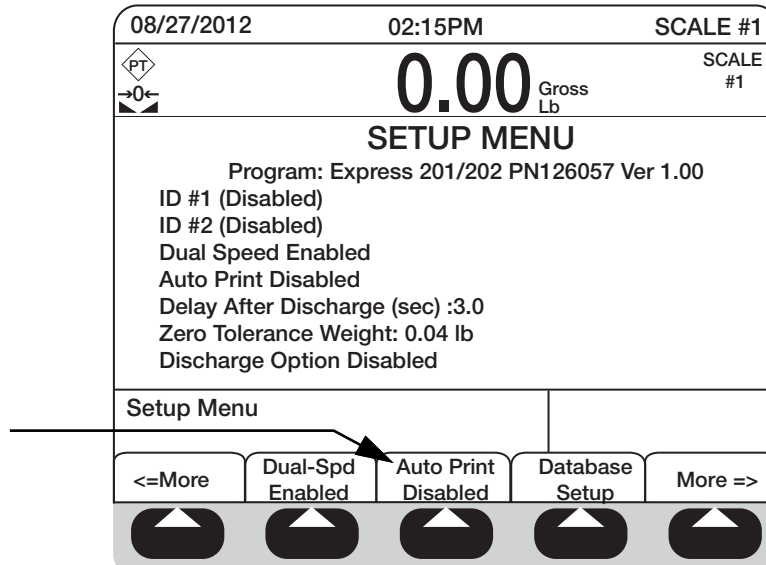 08/27/2012 02:15PM SCALE #1
PT
→0←
0.00 Gross
Lb
SCALE
#1
SETUP MENU
Program: Express 201/202 PN126057 Ver 1.00
ID #1 (Disabled)
ID #2 (Disabled)
Dual Speed Enabled
Auto Print Disabled
Delay After Discharge (sec) :3.0
Zero Tolerance Weight: 0.04 lb
Discharge Option Disabled
Setup Menu
<=More
Dual-Spd
Enabled
Auto Print
Disabled
Database
Setup
More =>